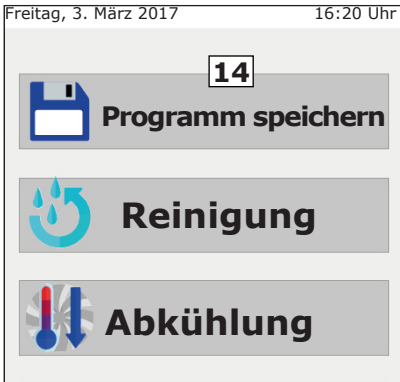 Freitag, 3. März 2017 16:20 Uhr
14
Programm speichern
Reinigung
Abkühlung